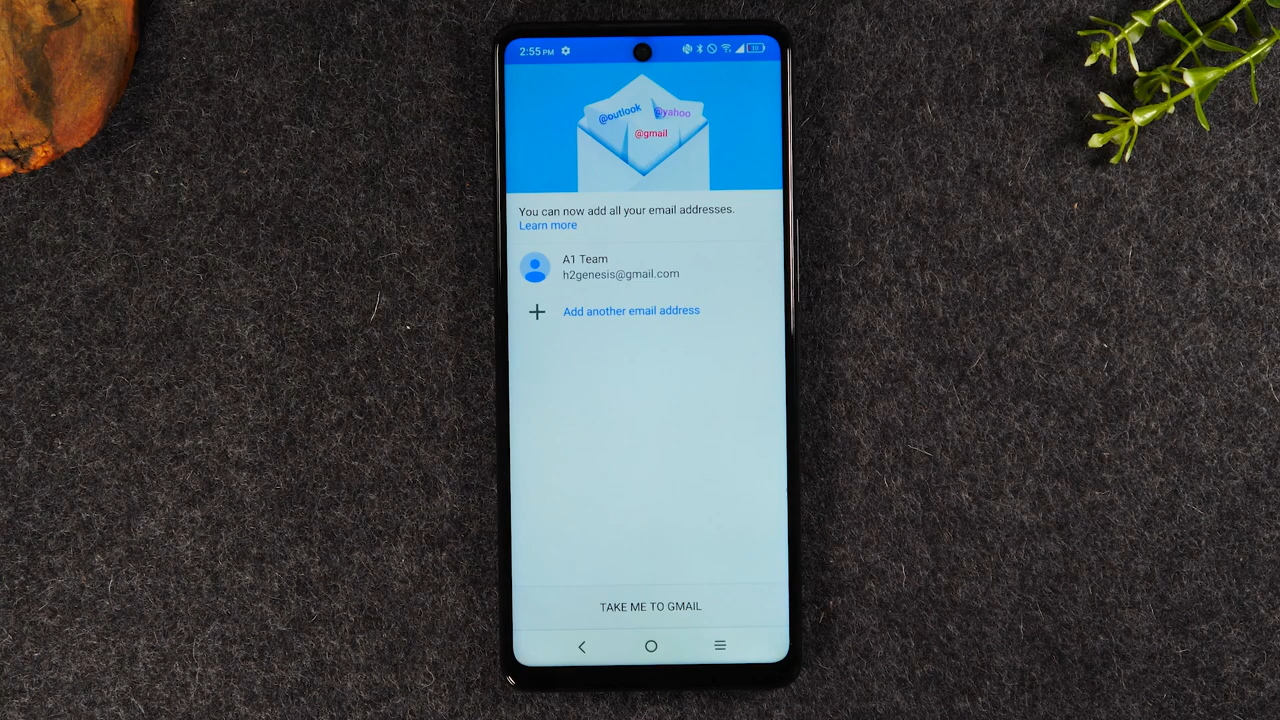 2:55 PM
@outlook
@yahoo
@gmail
You can now add all your email addresses.
Learn more
A1 Team
h2genesis@gmail.com
Add another email address
TAKE ME TO GMAIL